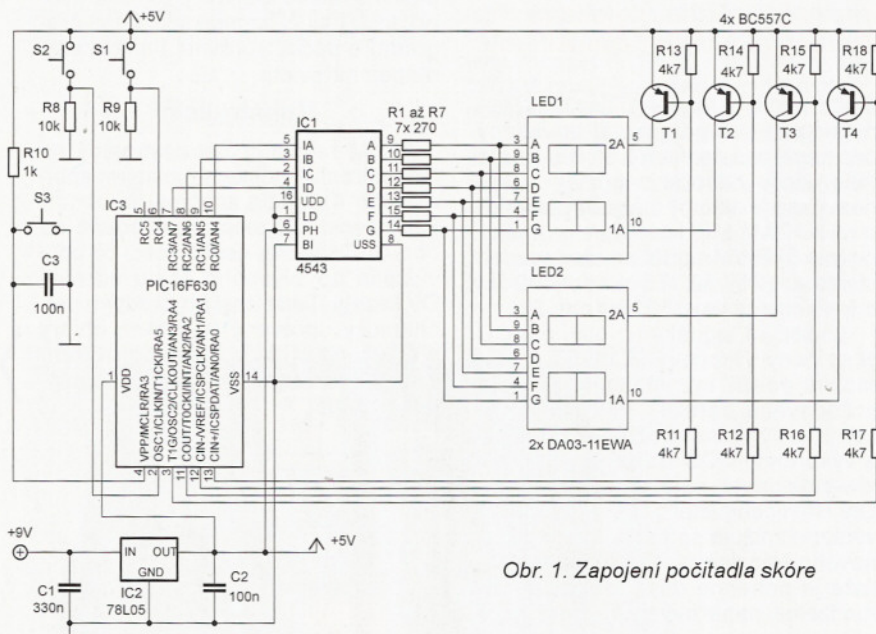 +5V
4x BC557C
S2
S1
R13
4k7
R14
4k7
R15
4k7
R18
4k7
R8
10k
R9
10k
IC1
R1 až R7
7x 270
LED1
T1
T2
T3
T4
R10
1k
5 IA A 9
3 IB B 10
2 IC C 11
4 ID D 12
16 UDD E 13
1 LD F 15
6 PH G 14
7 BI USS 8
4543
3 A 2A 5
9 B
8 C
6 D
7 E
4 F 1A 10
1 G
IC3
5 6 7 8 9 10
RC5
RC4
RC3/AN7
RC2/AN6
RC1/AN5
RC0/AN4
S3
C3
100n
PIC16F630
LED2
3 A 2A 5
9 B
8 C
6 D
7 E
4 F
1 G 1A 10
2x DA03-11EWA
1 VDD
VSS 14
VPP/MCLR/RA3
OSC1/CLKIN/T1CKI/RA5
T1G/OSC2/CLKOUT/AN3/RA4
COUT/T0CKI/INT/AN2/RA2
CIN-/VREF/ICSPCLK/AN1/RA1
CIN+/ICSPDAT/AN0/RA0
4 2 3 11 12 13
R11
4k7
R12
4k7
R16
4k7
R17
4k7
+9V
IN OUT
GND
+5V
C1
330n
IC2
78L05
C2
100n
Obr. 1. Zapojení počitadla skóre